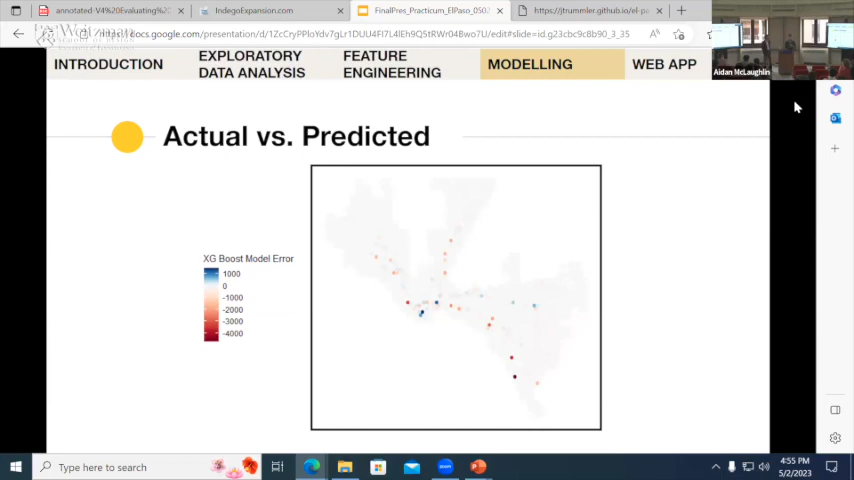 annotated-V4%20Evaluating%2
IndegoExpansion.com
FinalPres_Practicum_ElPaso_0502
https://jtrummler.github.io/el-pa
docs.google.com/presentation/d/1ZcCryPPloYdv7gLr1DUU4Fl7L4lEh9Q5tRWr04Bwo7U/edit#slide=id.g23cbc9c8b90_3_35
Aidan McLaughlin
INTRODUCTION
EXPLORATORY
DATA ANALYSIS
FEATURE
ENGINEERING
MODELLING
WEB APP
Actual vs. Predicted
XG Boost Model Error
1000
0
-1000
-2000
-3000
-4000
Type here to search
4:55 PM
5/2/2023